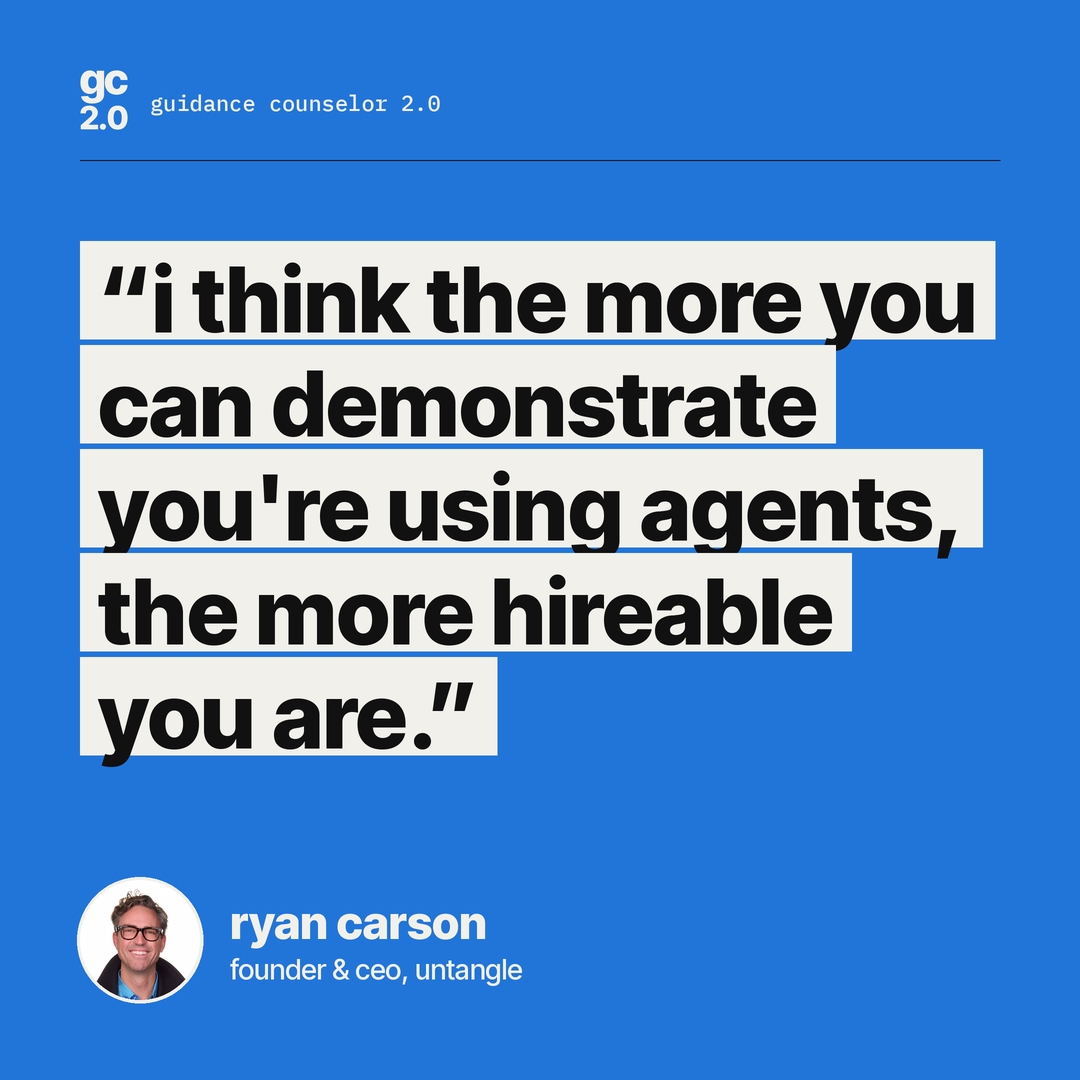 gc
2.0
guidance counselor 2.0
“i think the more you
can demonstrate
you're using agents,
the more hireable
you are.”
ryan carson
founder & ceo, untangle